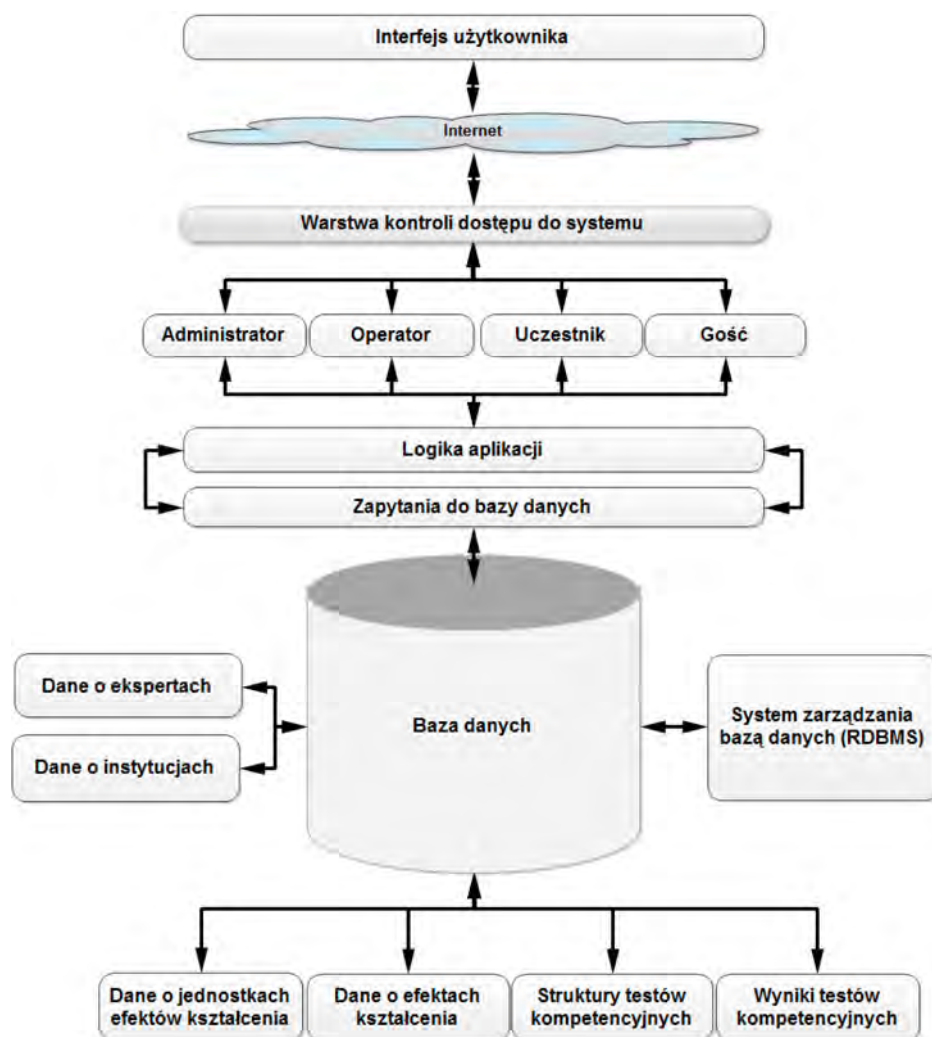 Interfejs użytkownika
Internet
Warstwa kontroli dostępu do systemu
Administrator
Operator
Uczestnik
Gość
Logika aplikacji
Zapytania do bazy danych
Dane o ekspertach
Dane o instytucjach
Baza danych
System zarządzania
bazą danych (RDBMS)
Dane o jednostkach
efektów kształcenia
Dane o efektach
kształcenia
Struktury testów
kompetencyjnych
Wyniki testów
kompetencyjnych